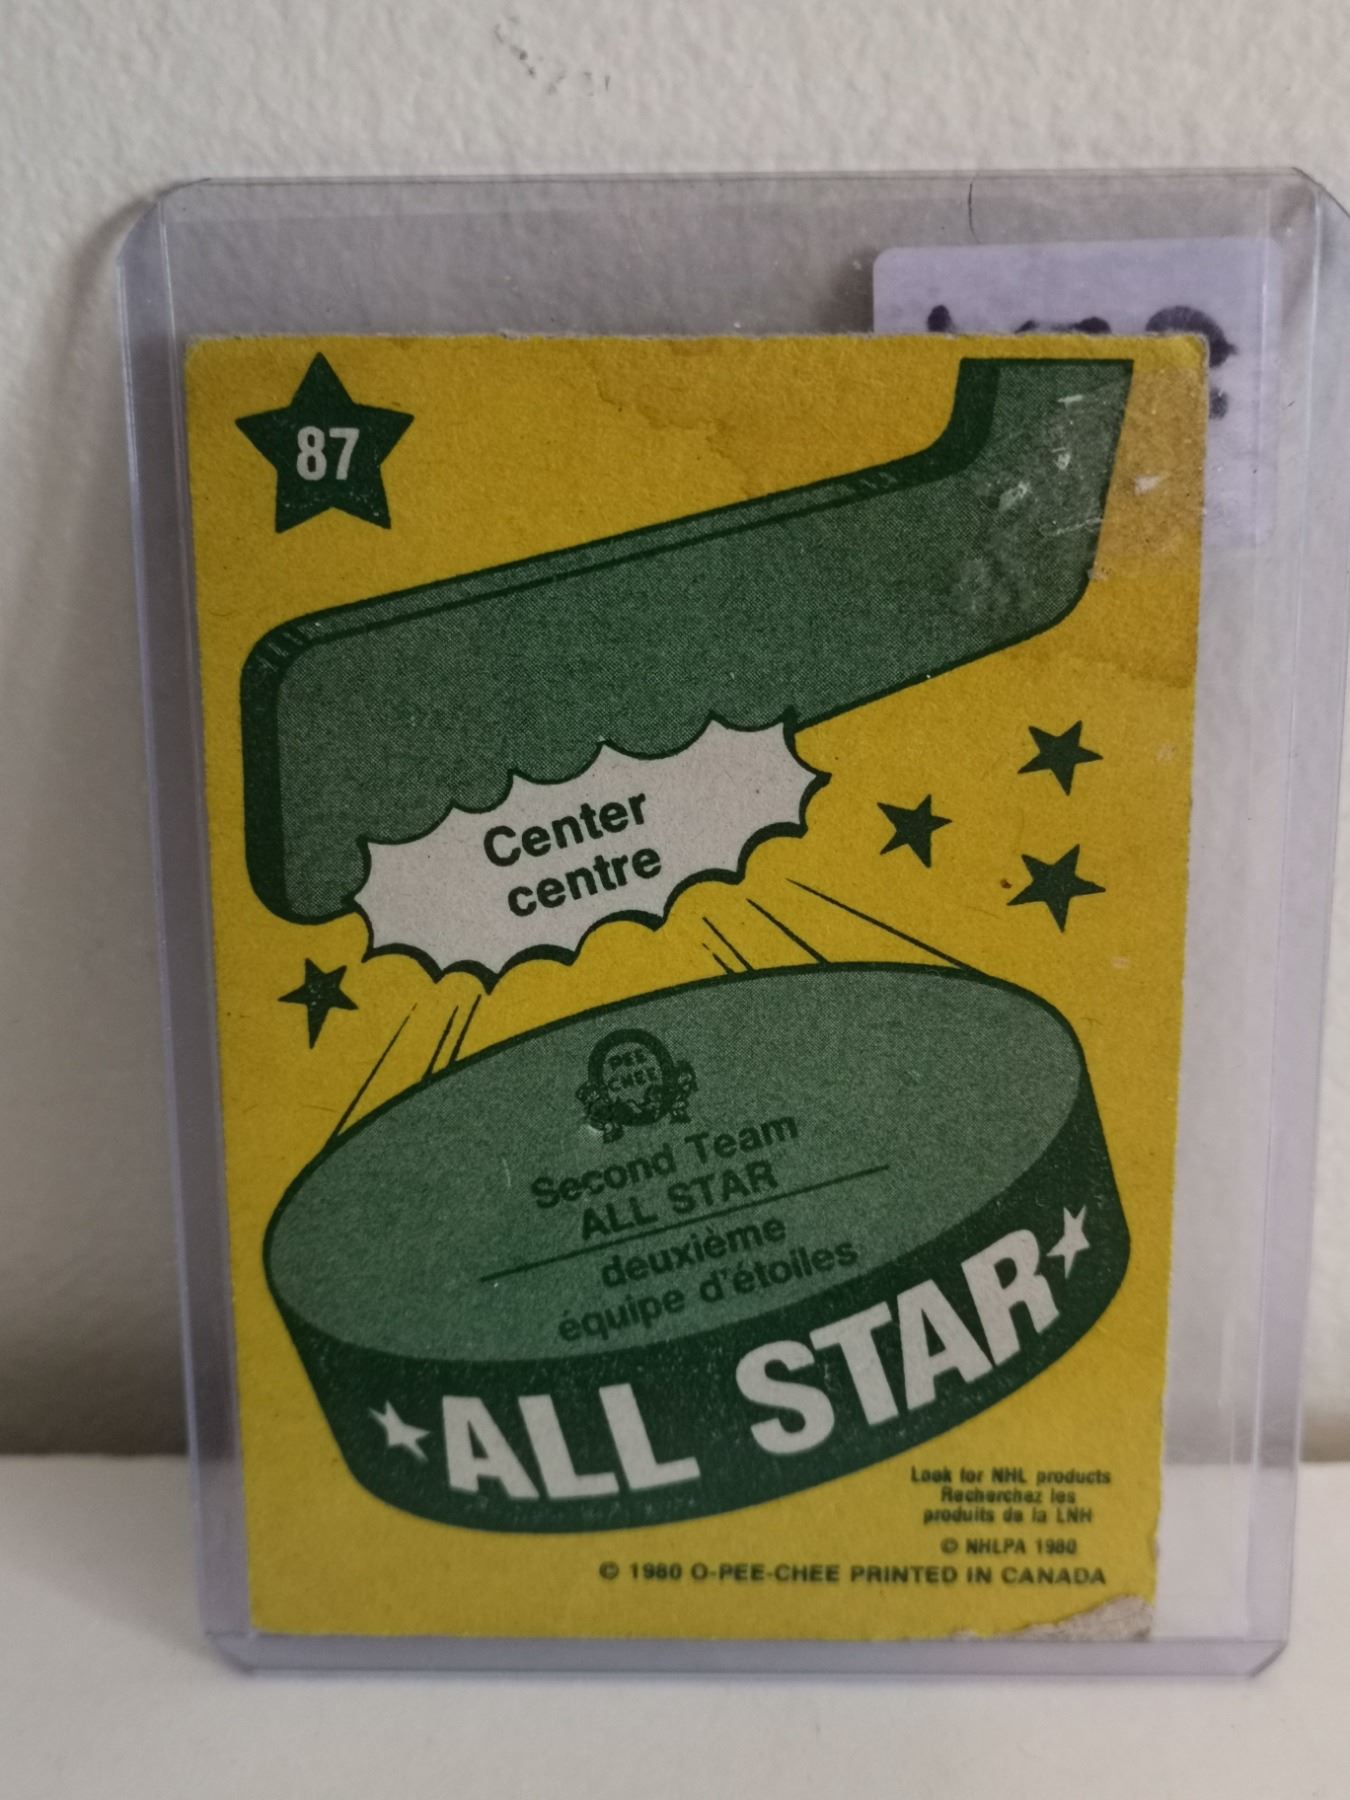 87
Center
centre
PEE
CHEE
Second Team
ALL STAR
deuxième
équipe d'étoiles
ALL STAR
Look for NHL products
Recherchez les
produits de la LNH
© NHLPA 1980
© 1980 O-PEE-CHEE PRINTED IN CANADA